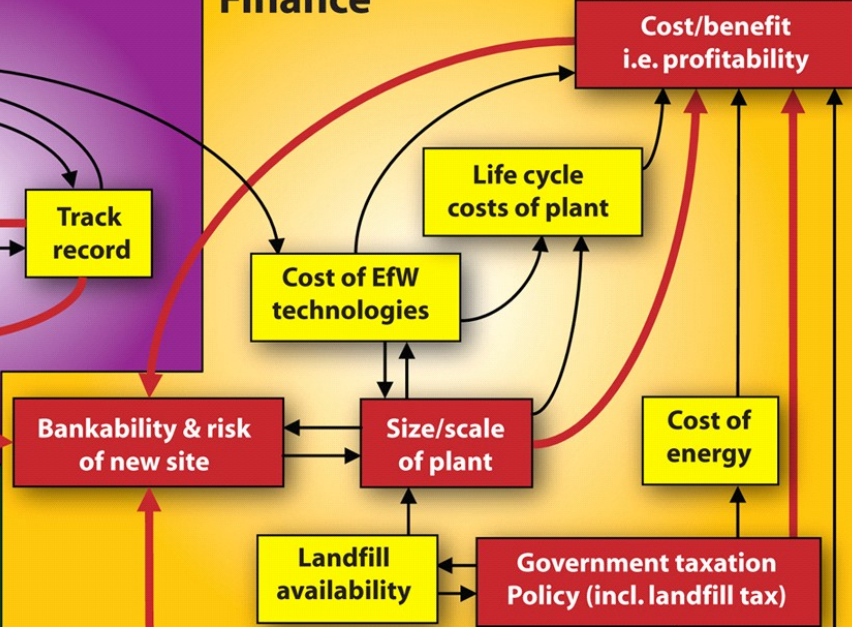 Finance
Cost/benefit
i.e. profitability
Life cycle
costs of plant
Track
record
Cost of EfW
technologies
Bankability & risk
of new site
Size/scale
of plant
Cost of
energy
Landfill
availability
Government taxation
Policy (incl. landfill tax)